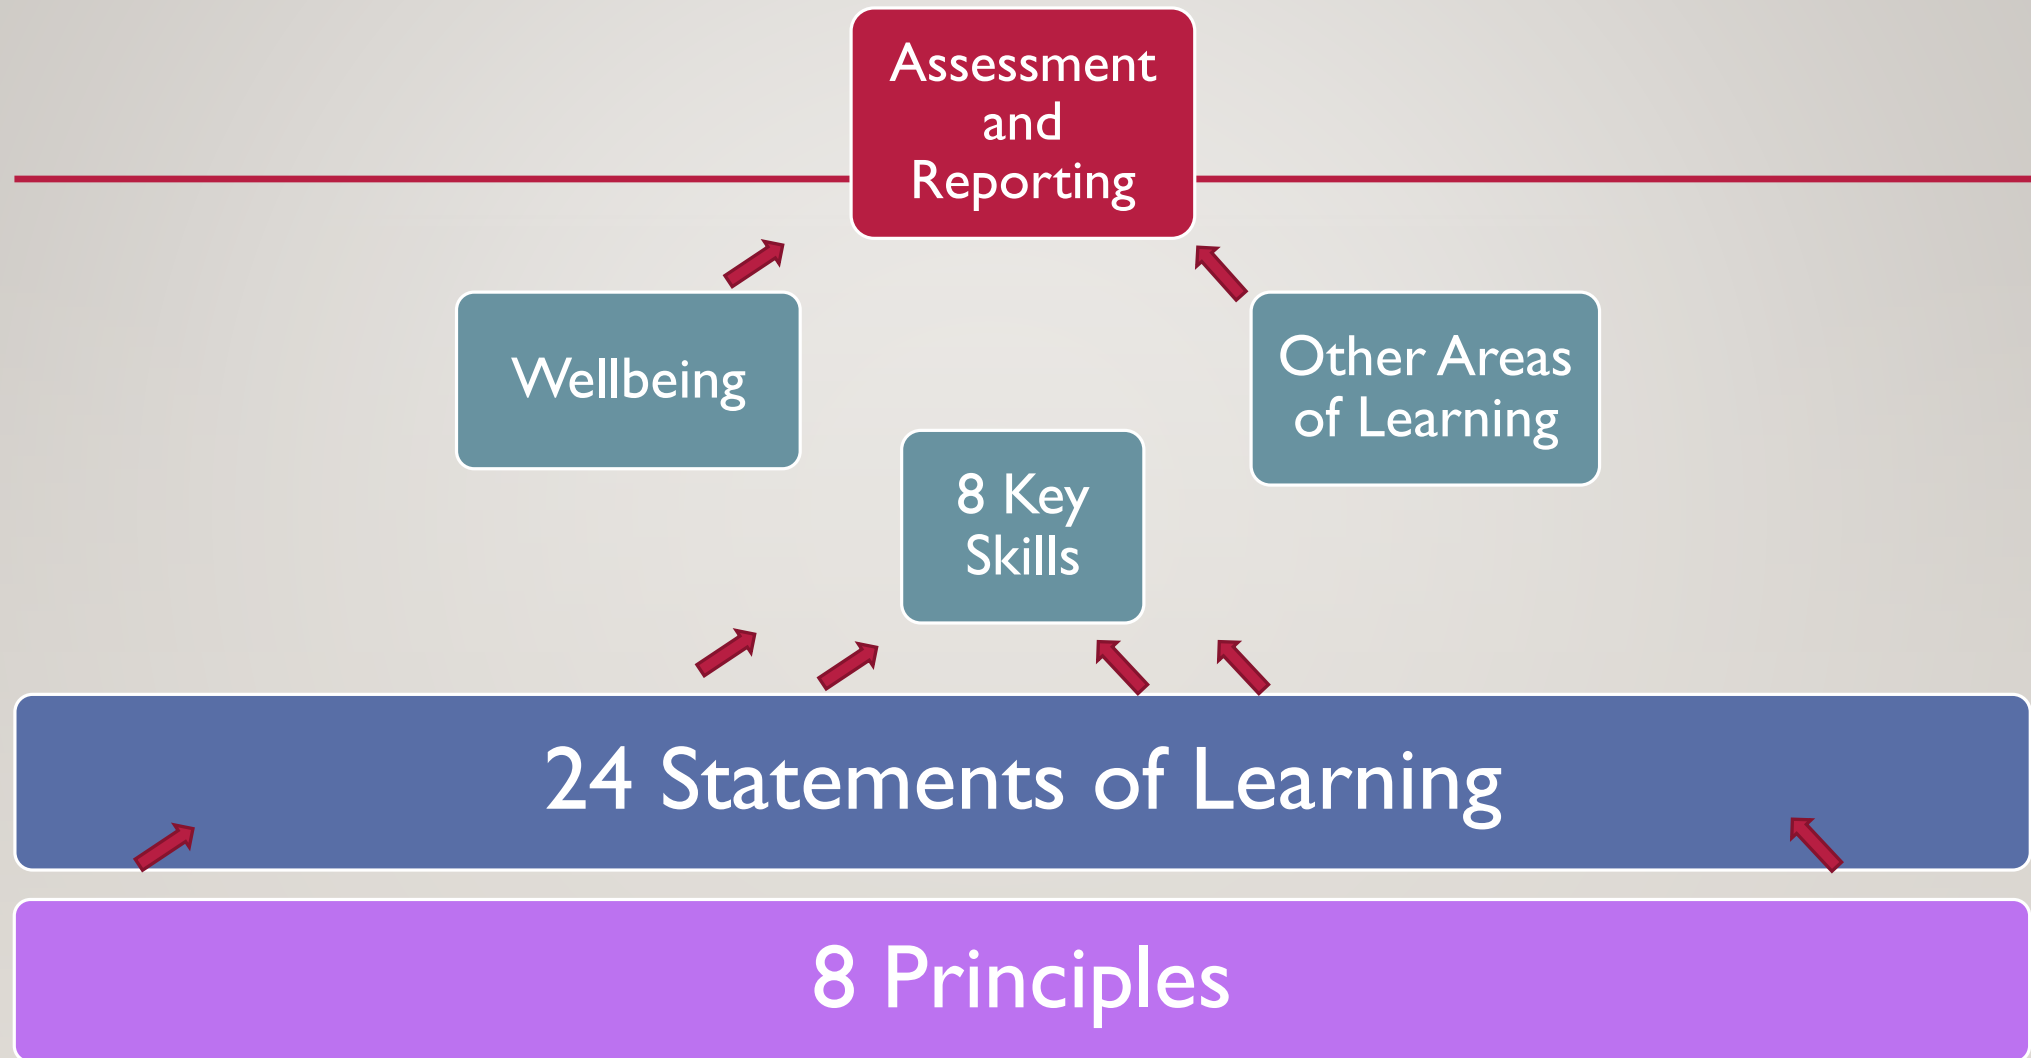 Assessment
and
Reporting
Wellbeing
Other Areas
of Learning
8 Key
Skills
24 Statements of Learning
8 Principles